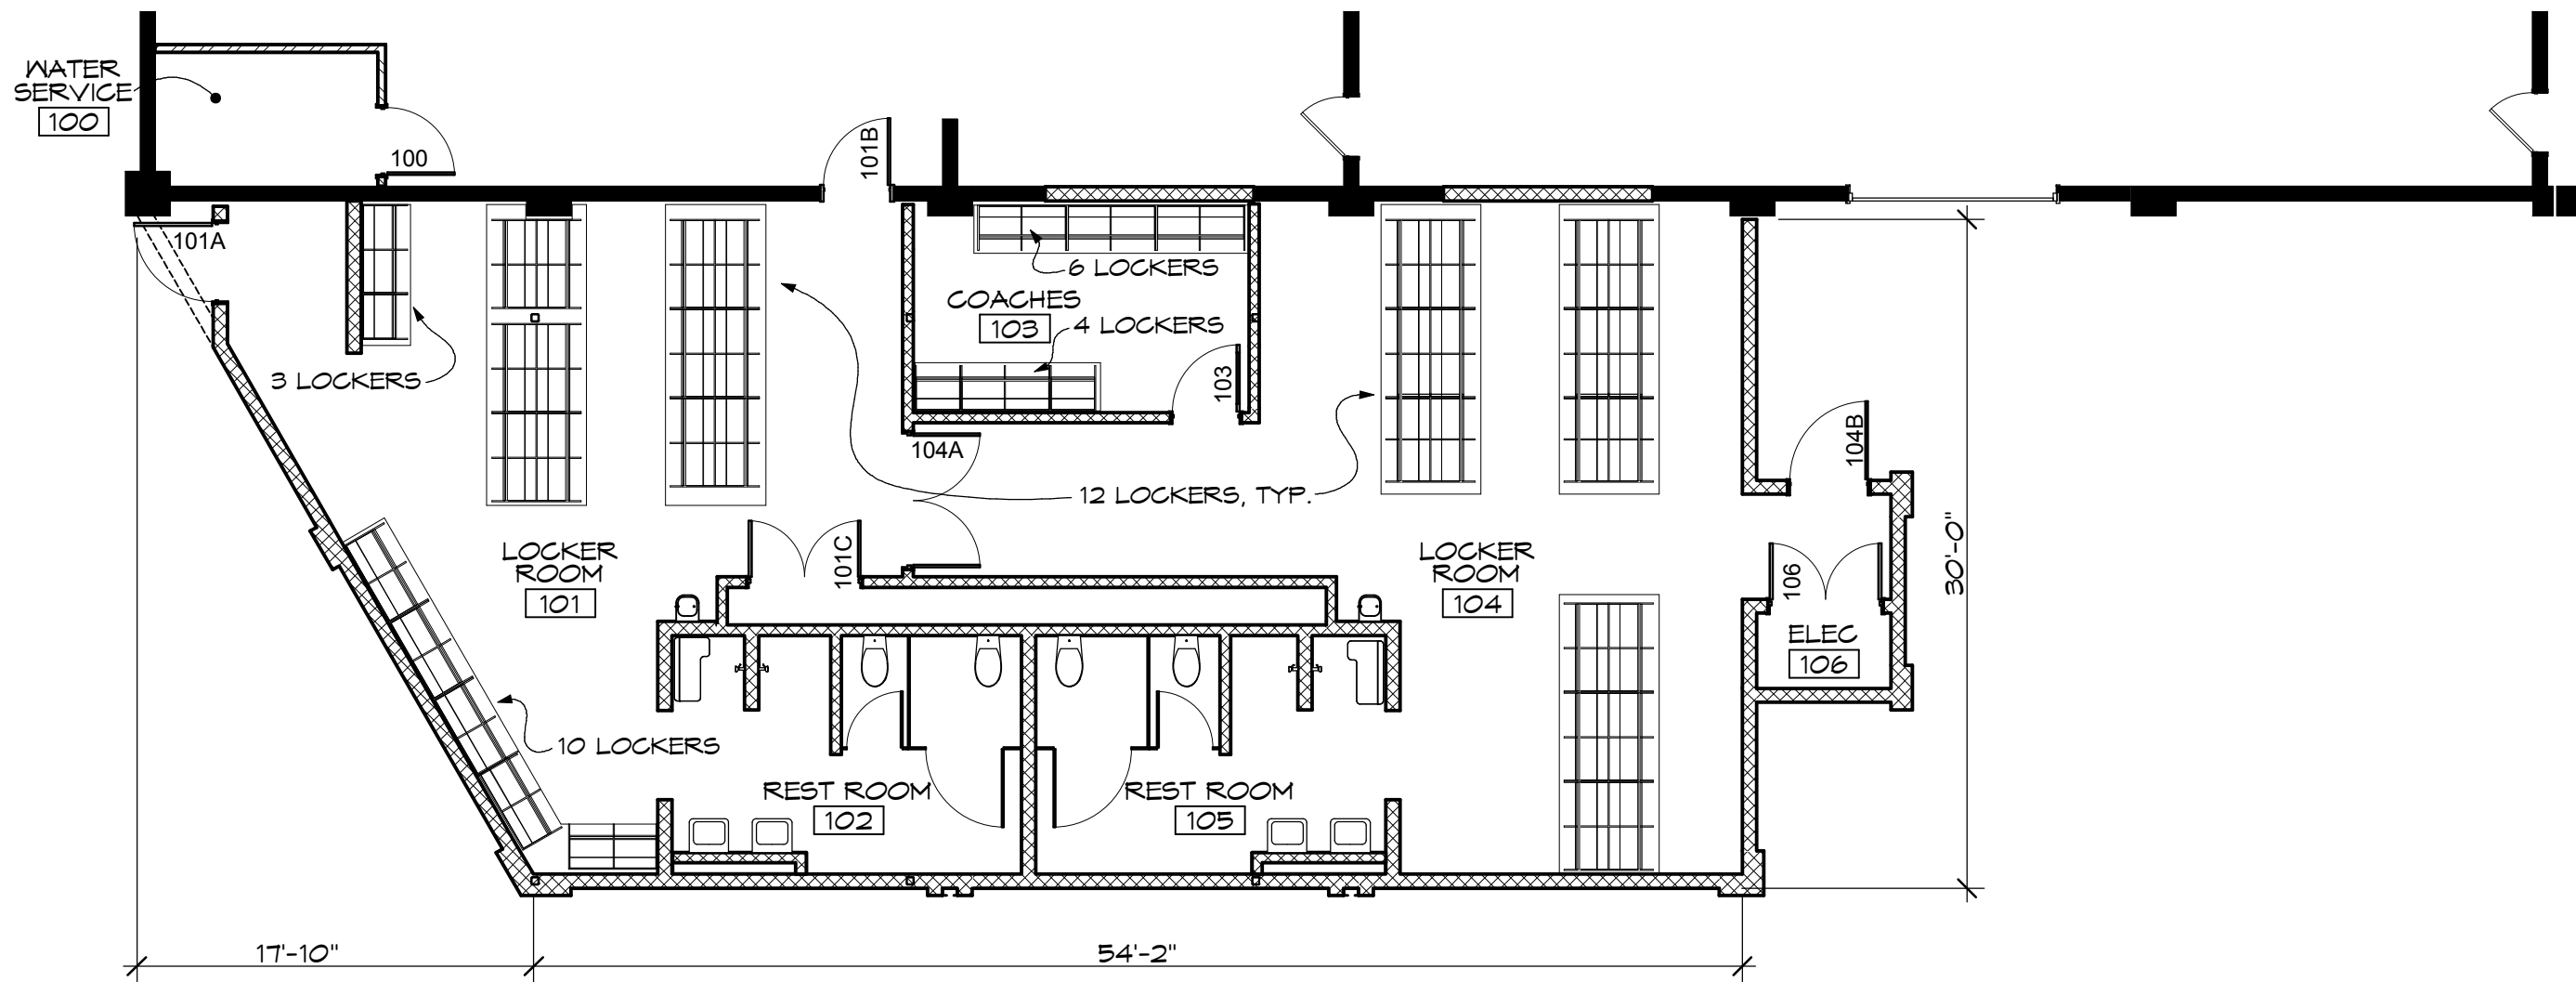 WATER
SERVICE
100
100
101B
101A
6 LOCKERS
COACHES
103
4 LOCKERS
103
3 LOCKERS
104A
104B
12 LOCKERS, TYP.
LOCKER
ROOM
101
101C
LOCKER
ROOM
104
106
30'-0"
ELEC
106
10 LOCKERS
REST ROOM
102
REST ROOM
105
17'-10"
54'-2"